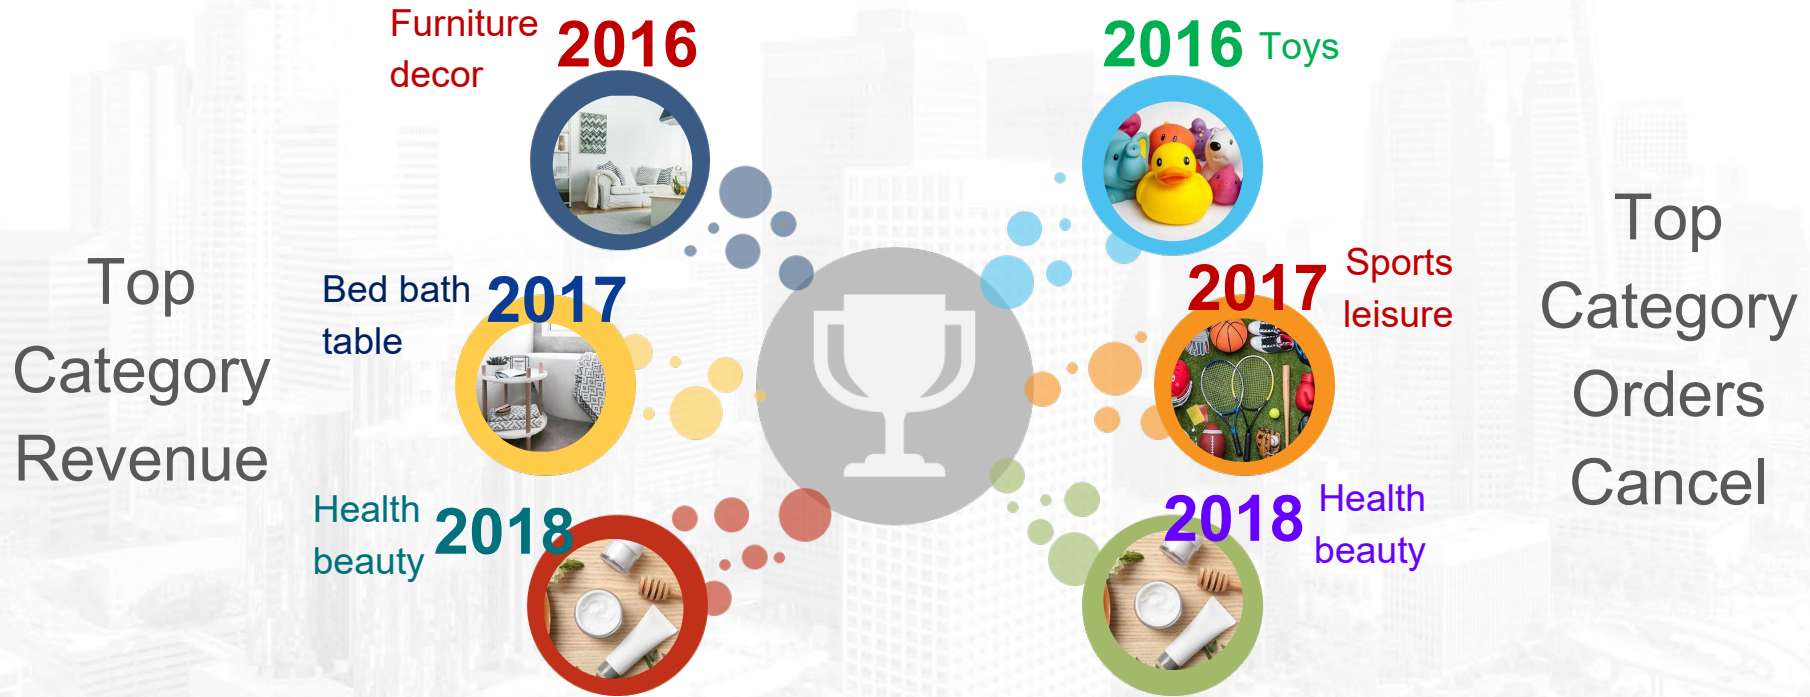 Top
Category
Revenue
Furniture
decor
2016
Bed bath
table
2017
Health
beauty
2018
2016 Toys
2017
Sports
leisure
2018
Health
beauty
Top
Category
Orders
Cancel